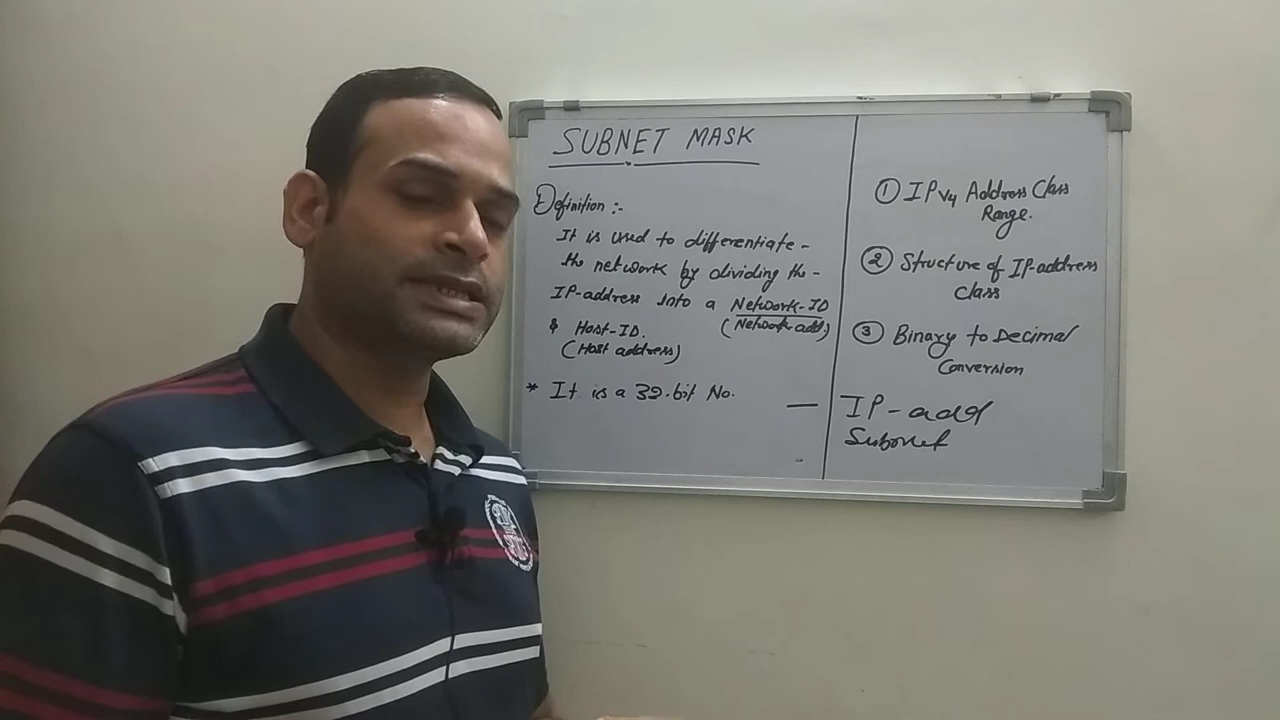 SUBNET MASK
Definition :-
It is used to differentiate -
the network by dividing the -
IP-address into a Network-ID
& Host-ID. (Network add)
(Host address)
* It is a 32-bit No.
① IPv4 Address Class
Range.
② Structure of IP-address
Class
③ Binary to Decimal
Conversion
— IP-add
Subnet